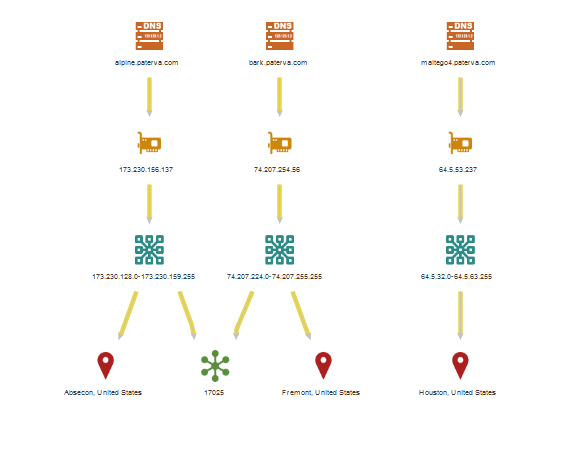 DNS DNS DNS
alpine.paterva.com bark.paterva.com maltego4.paterva.com
173.230.156.137 74.207.254.56 64.5.53.237
173.230.128.0-173.230.159.255 74.207.224.0-74.207.255.255 64.5.32.0-64.5.63.255
Absecon, United States 17025 Fremont, United States Houston, United States